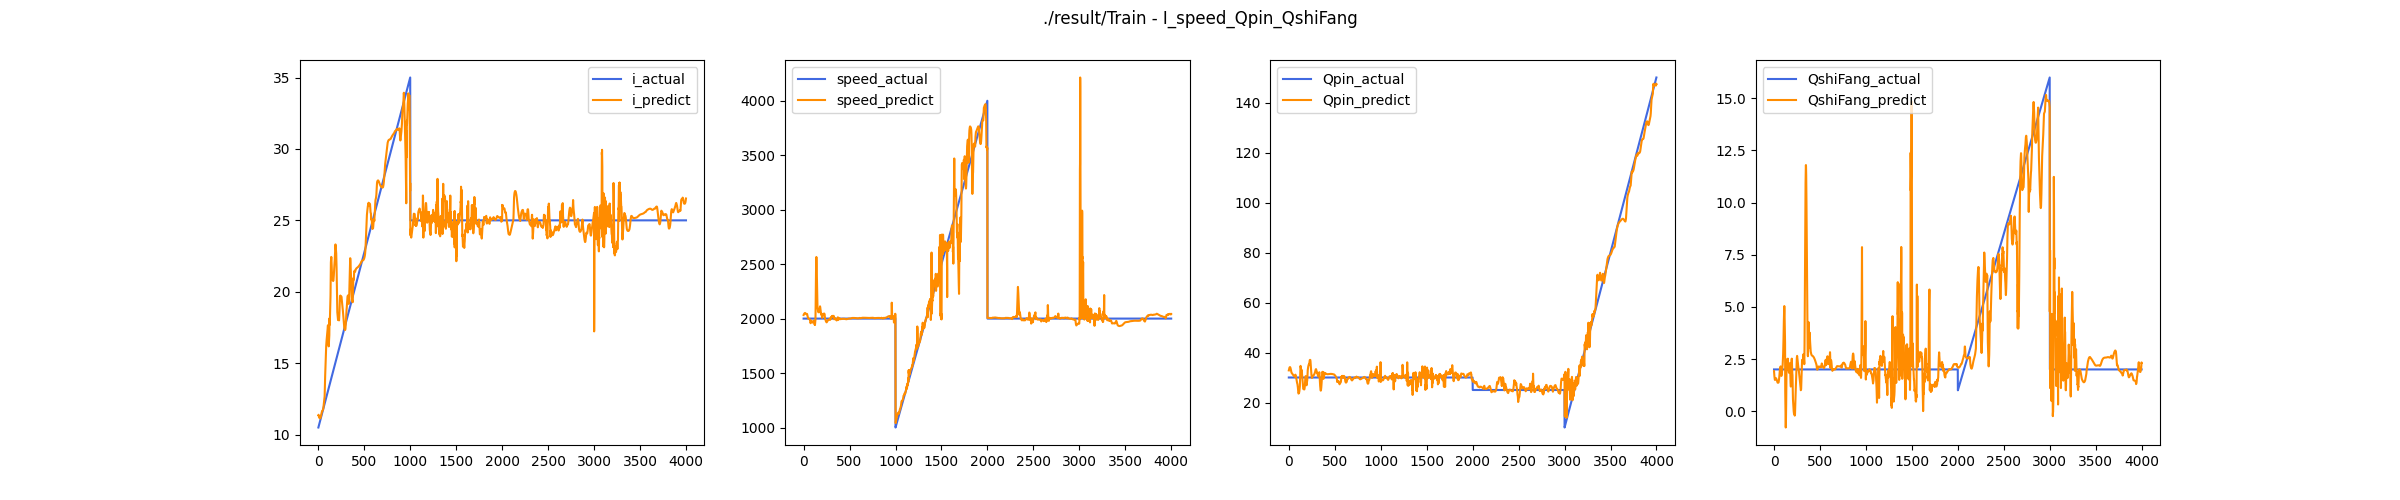 ./result/Train - I_speed_Qpin_QshiFang
i_actual
i_predict
35
30
25
20
15
10
0 500 1000 1500 2000 2500 3000 3500 4000
speed_actual
speed_predict
4000
3500
3000
2500
2000
1500
1000
0 500 1000 1500 2000 2500 3000 3500 4000
Qpin_actual
Qpin_predict
140
120
100
80
60
40
20
0 500 1000 1500 2000 2500 3000 3500 4000
QshiFang_actual
QshiFang_predict
15.0
12.5
10.0
7.5
5.0
2.5
0.0
0 500 1000 1500 2000 2500 3000 3500 4000